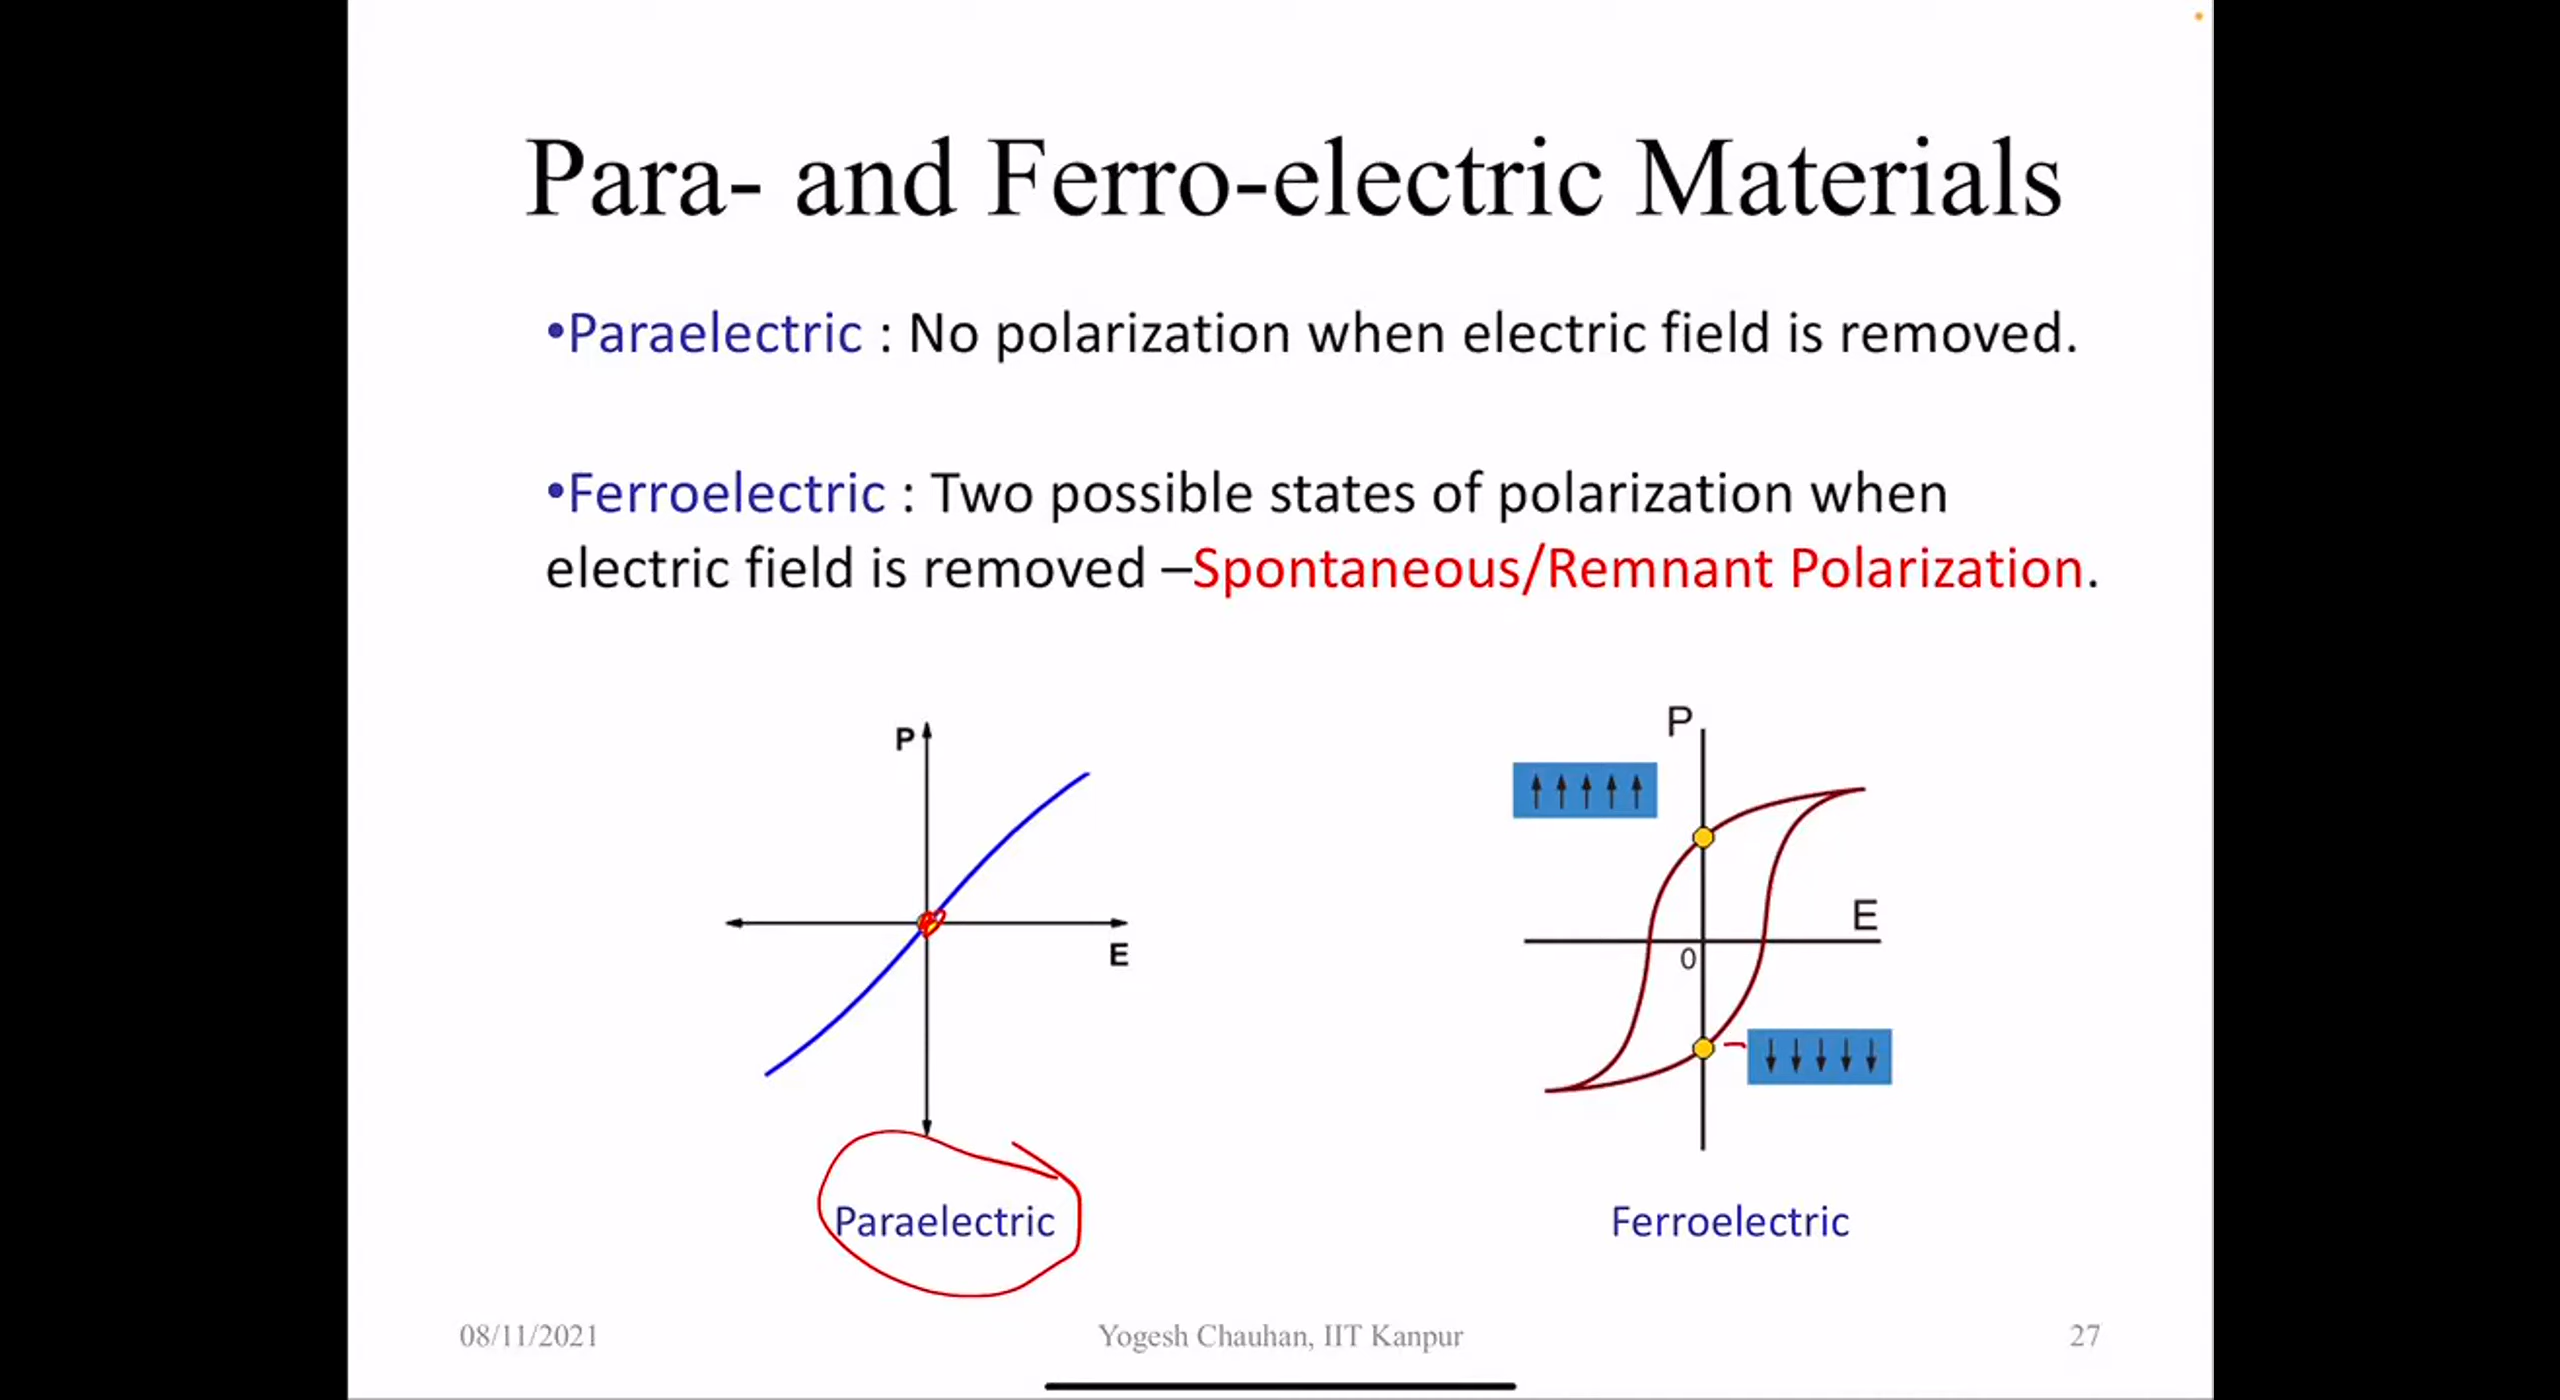 Para- and Ferro-electric Materials
•Paraelectric : No polarization when electric field is removed.
•Ferroelectric : Two possible states of polarization when
electric field is removed –Spontaneous/Remnant Polarization.
P
E
Paraelectric
P
E
0
Ferroelectric
08/11/2021
Yogesh Chauhan, IIT Kanpur
27